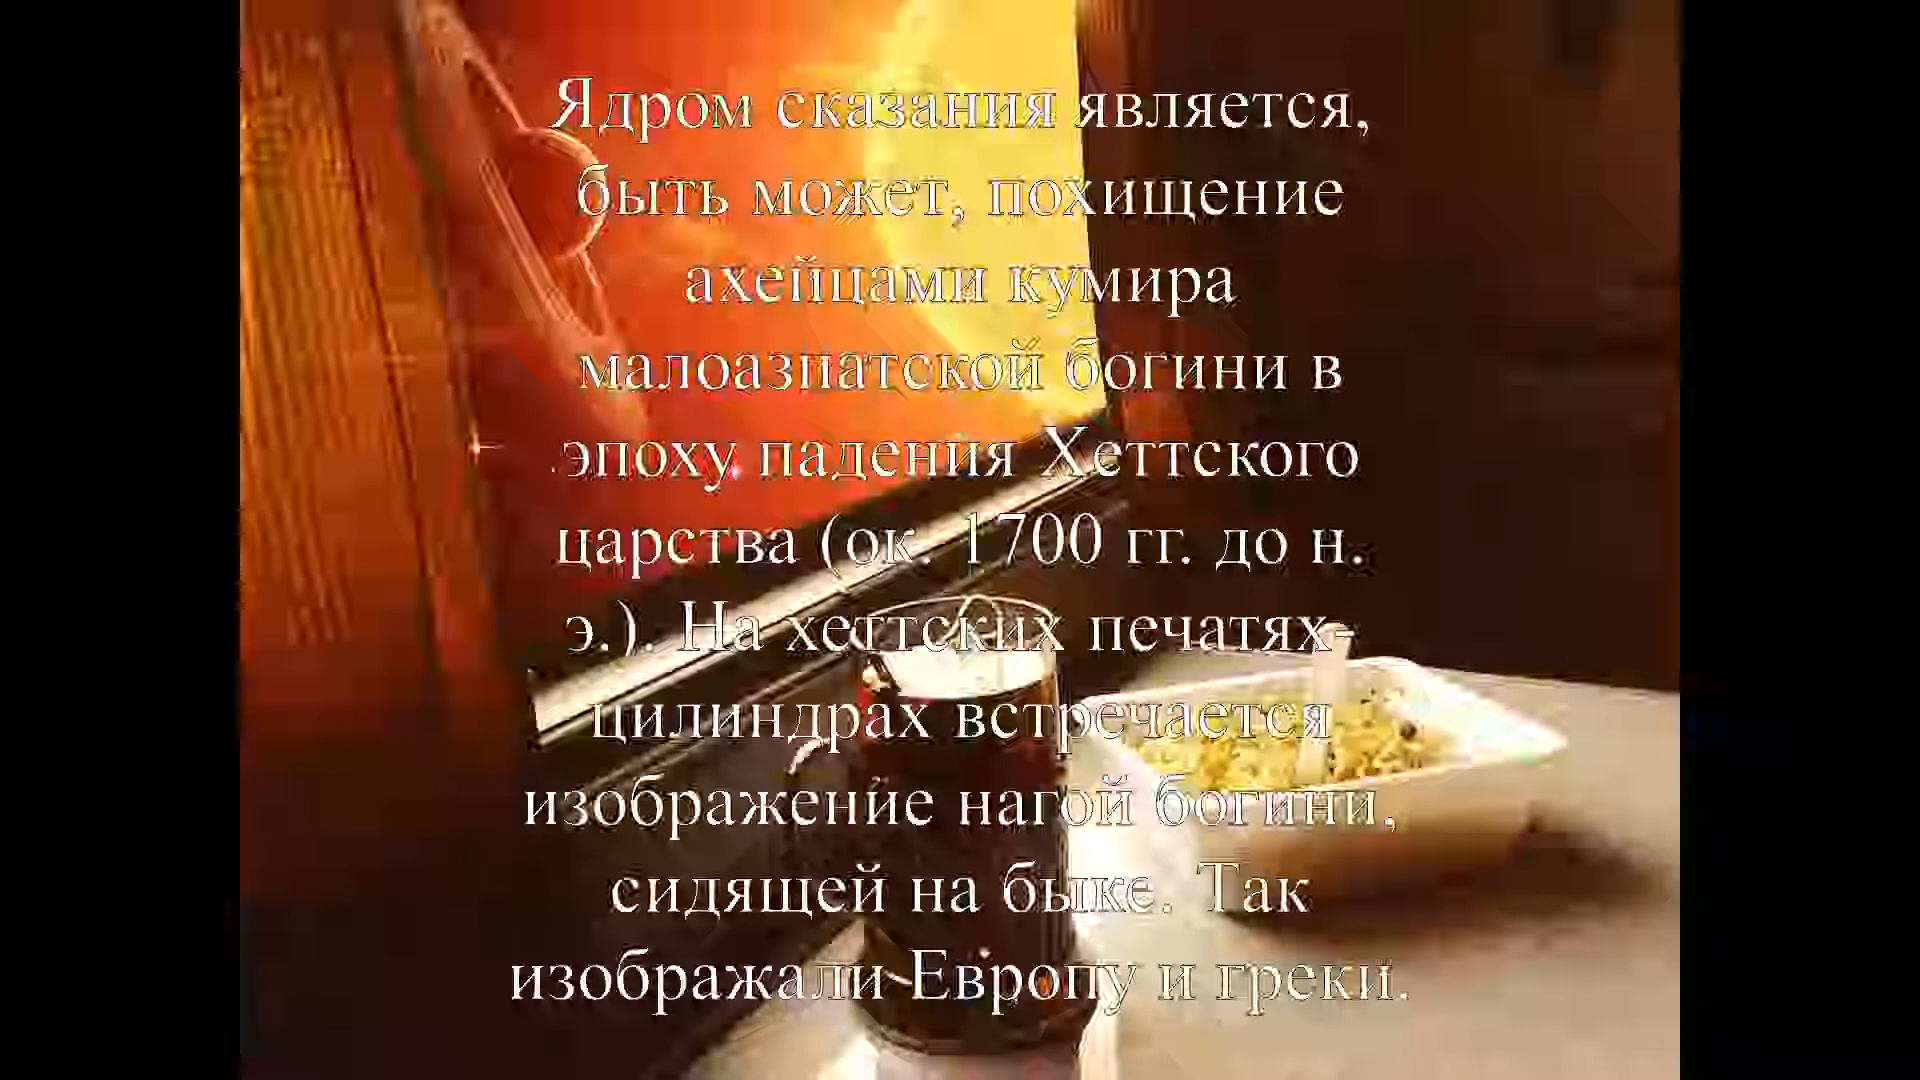 Ядром сказания является,
быть может, похищение
ахейцами кумира
малоазиатской богини в
эпоху падения Хеттского
царства (ок. 1700 гг. до н.
э.). На хеттских печатях-
цилиндрах встречается
изображение нагой богини,
сидящей на быке. Так
изображали Европу и греки.